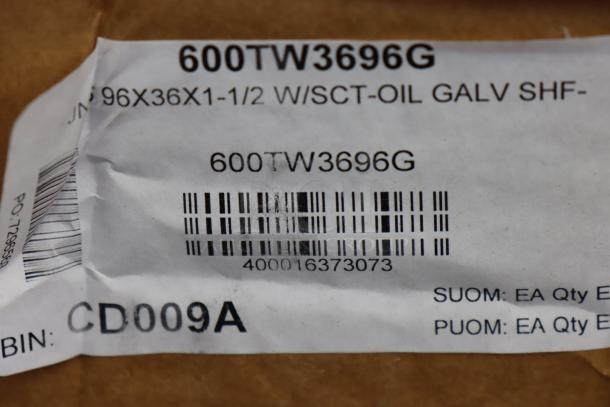 600TW3696G
96X36X1-1/2 W/SCT-OIL GALV SHF-
600TW3696G
400016373073
SUOM: EA Qty E
BIN: CD009A
PUOM: EA Qty E